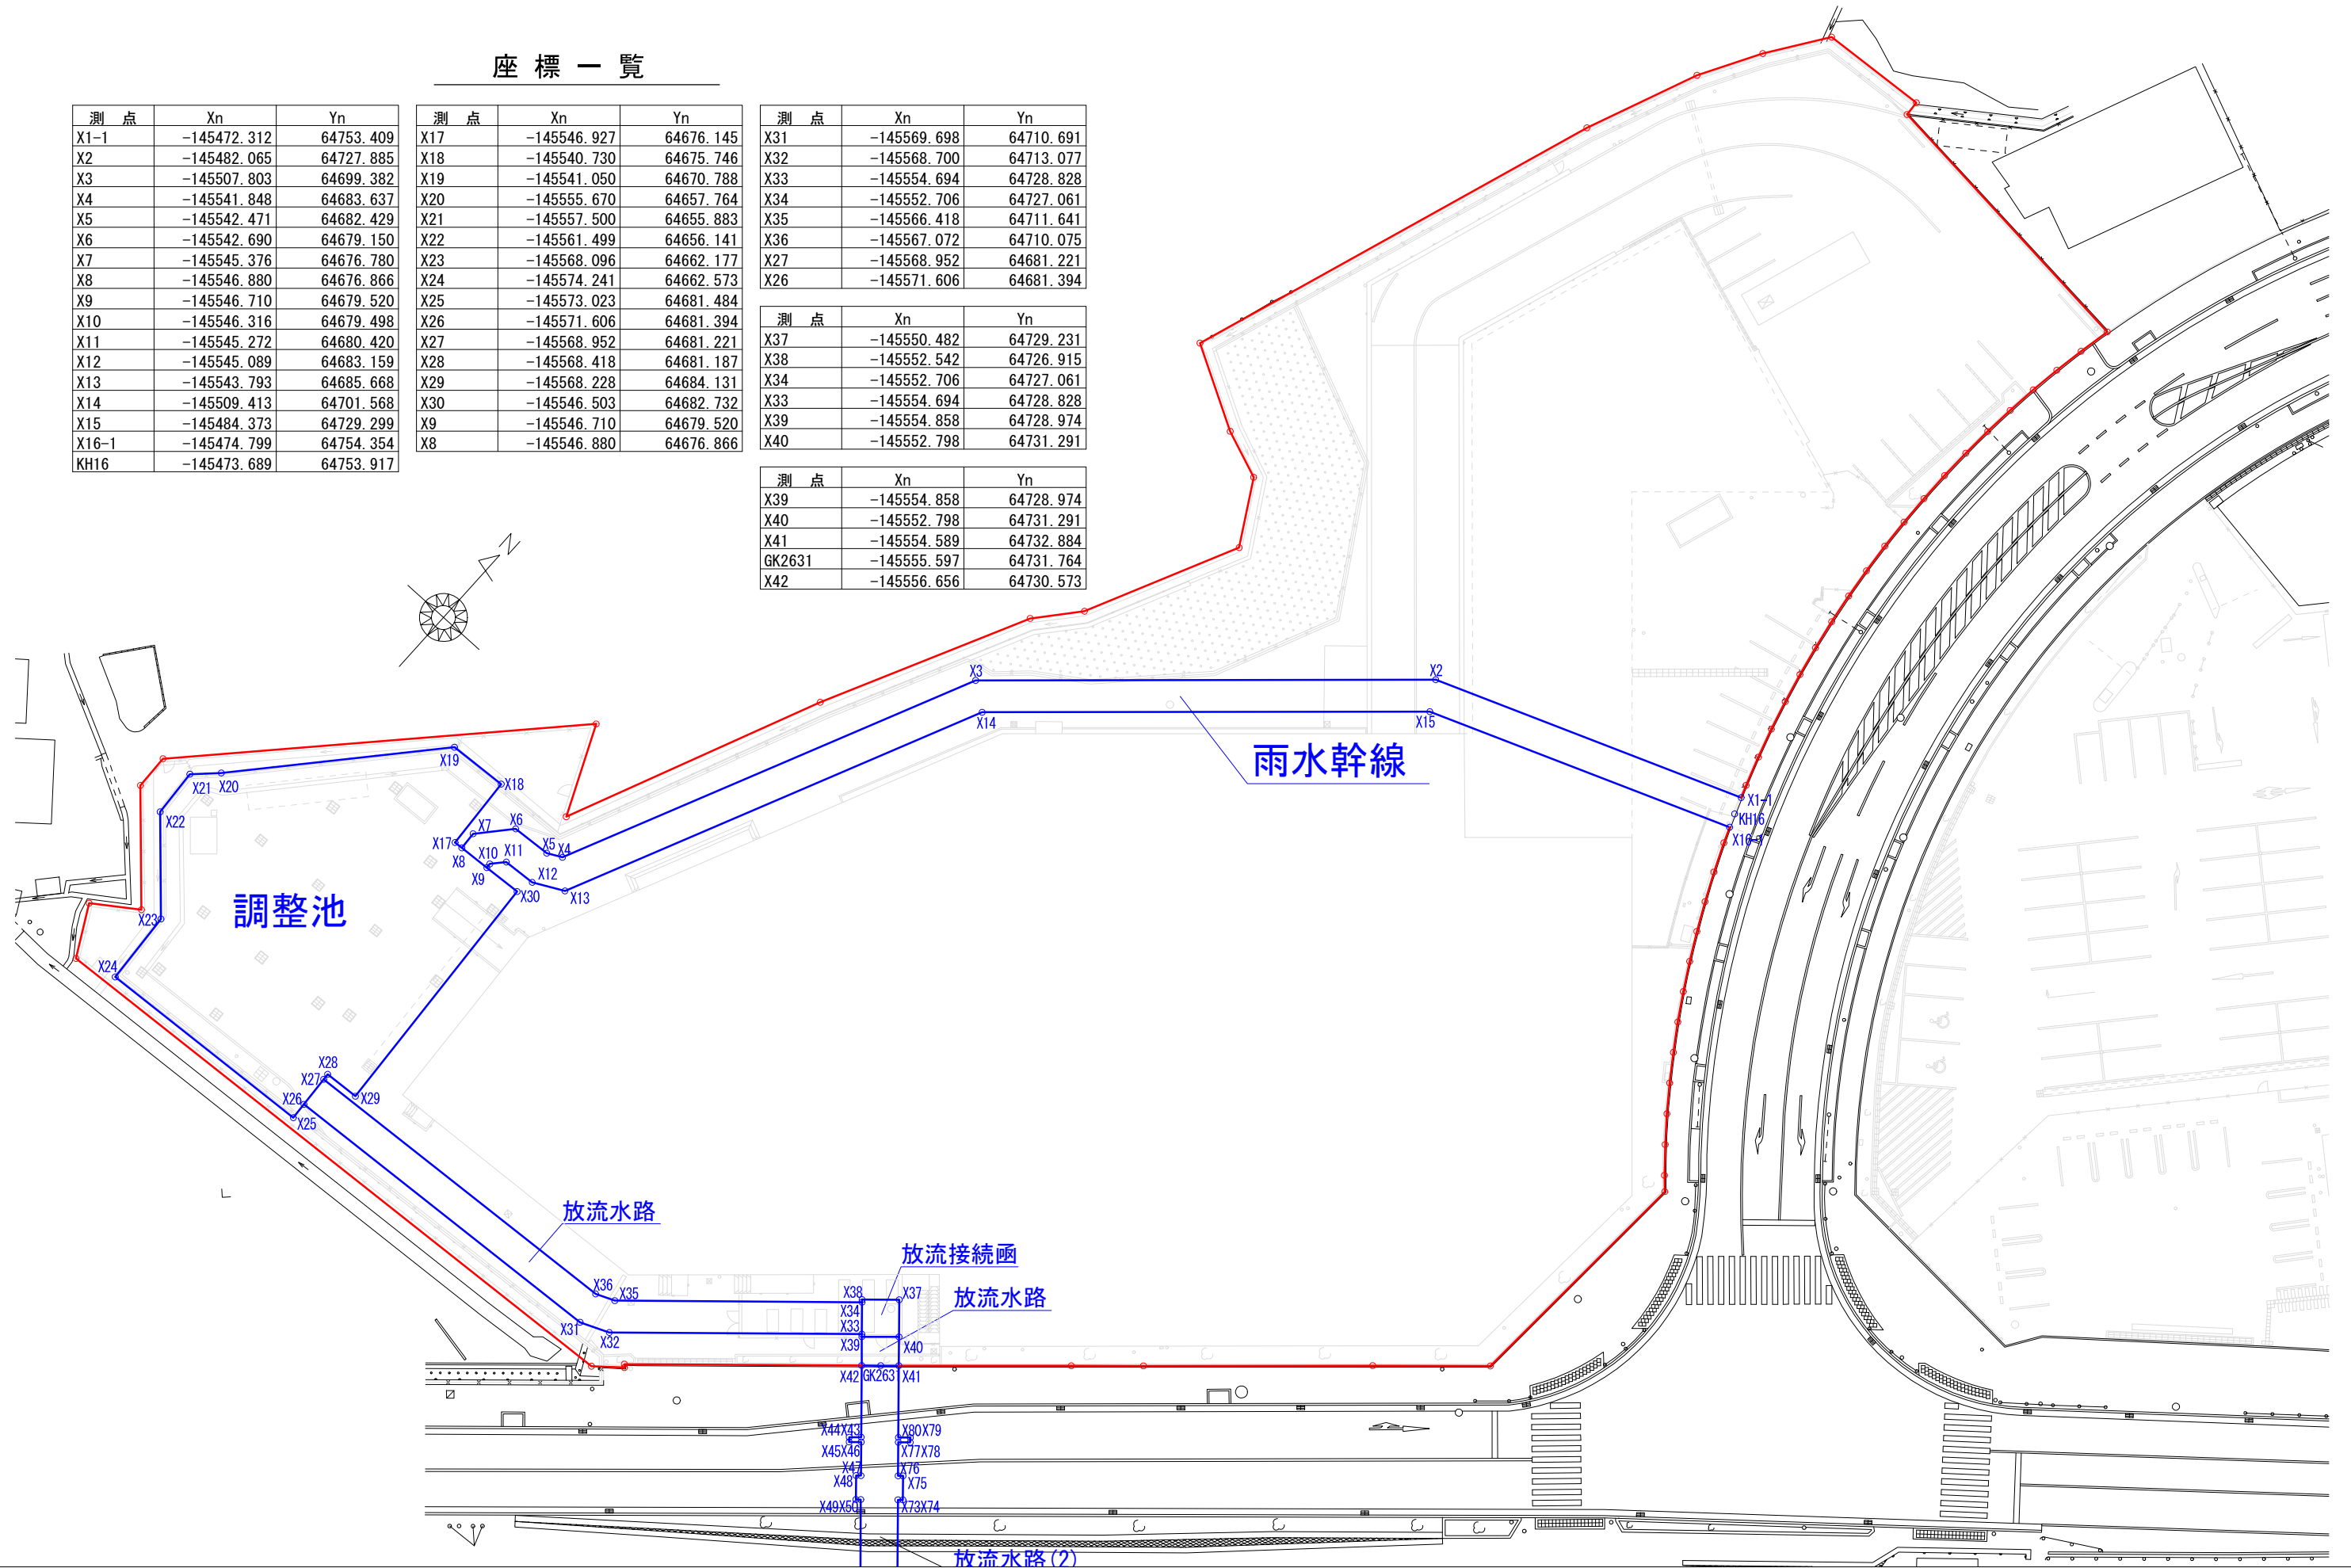 座標一覧
測 点 Xn Yn
X1-1 -145472.312 64753.409
X2 -145482.065 64727.885
X3 -145507.803 64699.382
X4 -145541.848 64683.637
X5 -145542.471 64682.429
X6 -145542.690 64679.150
X7 -145545.376 64676.780
X8 -145546.880 64676.866
X9 -145546.710 64679.520
X10 -145546.316 64679.498
X11 -145545.272 64680.420
X12 -145545.089 64683.159
X13 -145543.793 64685.668
X14 -145509.413 64701.568
X15 -145484.373 64729.299
X16-1 -145474.799 64754.354
KH16 -145473.689 64753.917
測 点 Xn Yn
X17 -145546.927 64676.145
X18 -145540.730 64675.746
X19 -145541.050 64670.788
X20 -145555.670 64657.764
X21 -145557.500 64655.883
X22 -145561.499 64656.141
X23 -145568.096 64662.177
X24 -145574.241 64662.573
X25 -145573.023 64681.484
X26 -145571.606 64681.394
X27 -145568.952 64681.221
X28 -145568.418 64681.187
X29 -145568.228 64684.131
X30 -145546.503 64682.732
X9 -145546.710 64679.520
X8 -145546.880 64676.866
測 点 Xn Yn
X31 -145569.698 64710.691
X32 -145568.700 64713.077
X33 -145554.694 64728.828
X34 -145552.706 64727.061
X35 -145566.418 64711.641
X36 -145567.072 64710.075
X27 -145568.952 64681.221
X26 -145571.606 64681.394
測 点 Xn Yn
X37 -145550.482 64729.231
X38 -145552.542 64726.915
X34 -145552.706 64727.061
X33 -145554.694 64728.828
X39 -145554.858 64728.974
X40 -145552.798 64731.291
測 点 Xn Yn
X39 -145554.858 64728.974
X40 -145552.798 64731.291
X41 -145554.589 64732.884
GK2631 -145555.597 64731.764
X42 -145556.656 64730.573
N
X3
X2
X14
X15
雨水幹線
X1-1
KH16
X16-1
X19
X18
X21
X20
X22
X17
X7
X6
X5
X4
X8
X10
X11
X9
X12
X30
X13
調整池
X23
X24
X28
X27
X29
X26
X25
放流水路
放流接続函
放流水路
X36
X35
X38
X37
X34
X31
X33
X32
X39
X40
X42
GK2631
X41
X44X43
X80X79
X45X46
X77X78
X47
X76
X48
X75
X49X50
X73X74
放流水路(2)